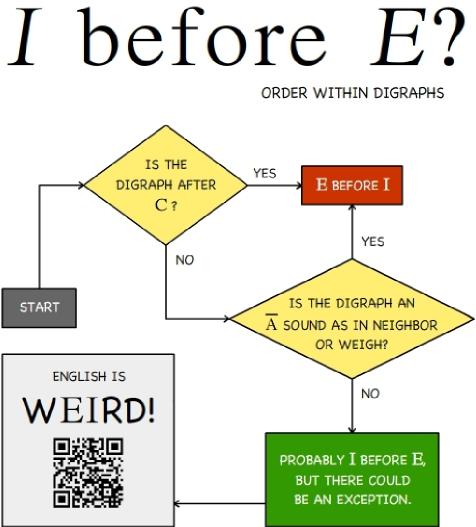 I before E?
ORDER WITHIN DIGRAPHS
START
IS THE
DIGRAPH AFTER
C?
YES
E BEFORE I
NO
YES
IS THE DIGRAPH AN
Ā SOUND AS IN NEIGHBOR
OR WEIGH?
NO
PROBABLY I BEFORE E,
BUT THERE COULD
BE AN EXCEPTION.
ENGLISH IS
WEIRD!